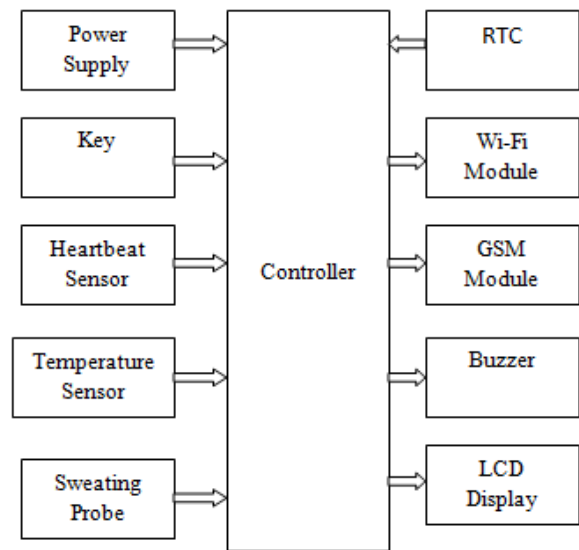 Power
Supply
Key
Heartbeat
Sensor
Temperature
Sensor
Sweating
Probe
Controller
RTC
Wi-Fi
Module
GSM
Module
Buzzer
LCD
Display